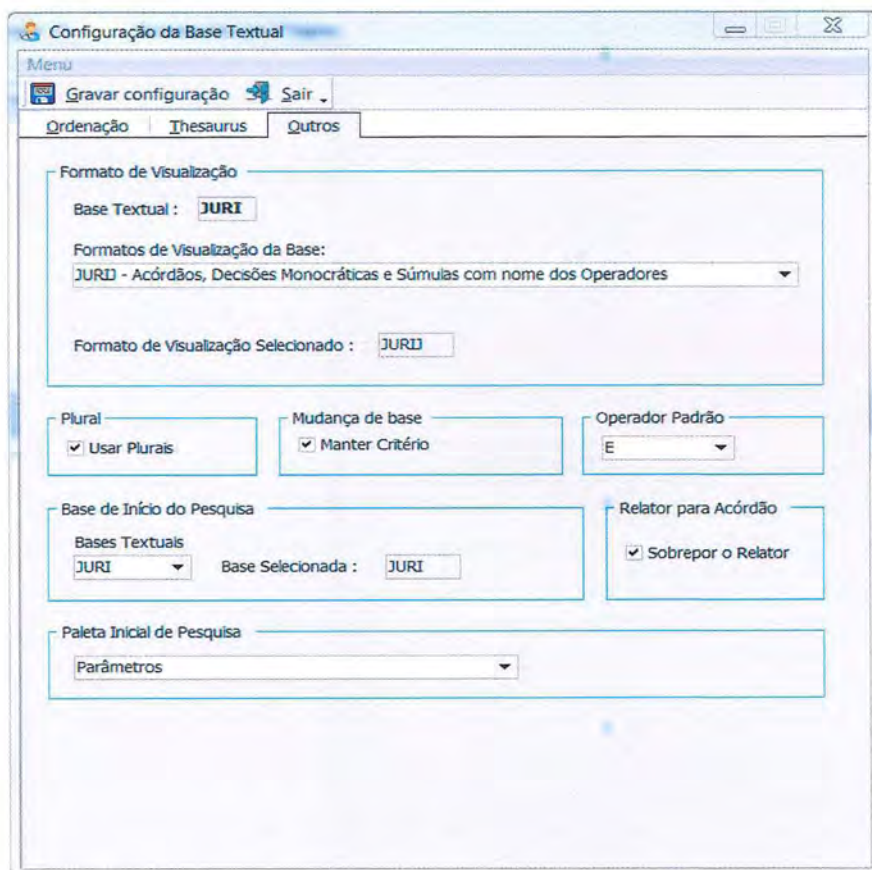 Configuração da Base Textual
Menu
Gravar configuração Sair
Ordenação Thesaurus Outros
Formato de Visualização
Base Textual : JURI
Formatos de Visualização da Base:
JURIJ - Acórdãos, Decisões Monocráticas e Súmulas com nome dos Operadores
Formato de Visualização Selecionado : JURIJ
Plural Mudança de base Operador Padrão
Usar Plurais Manter Critério E
Base de Início do Pesquisa Relator para Acórdão
Bases Textuais
JURI Base Selecionada : JURI Sobrepor o Relator
Paleta Inicial de Pesquisa
Parâmetros